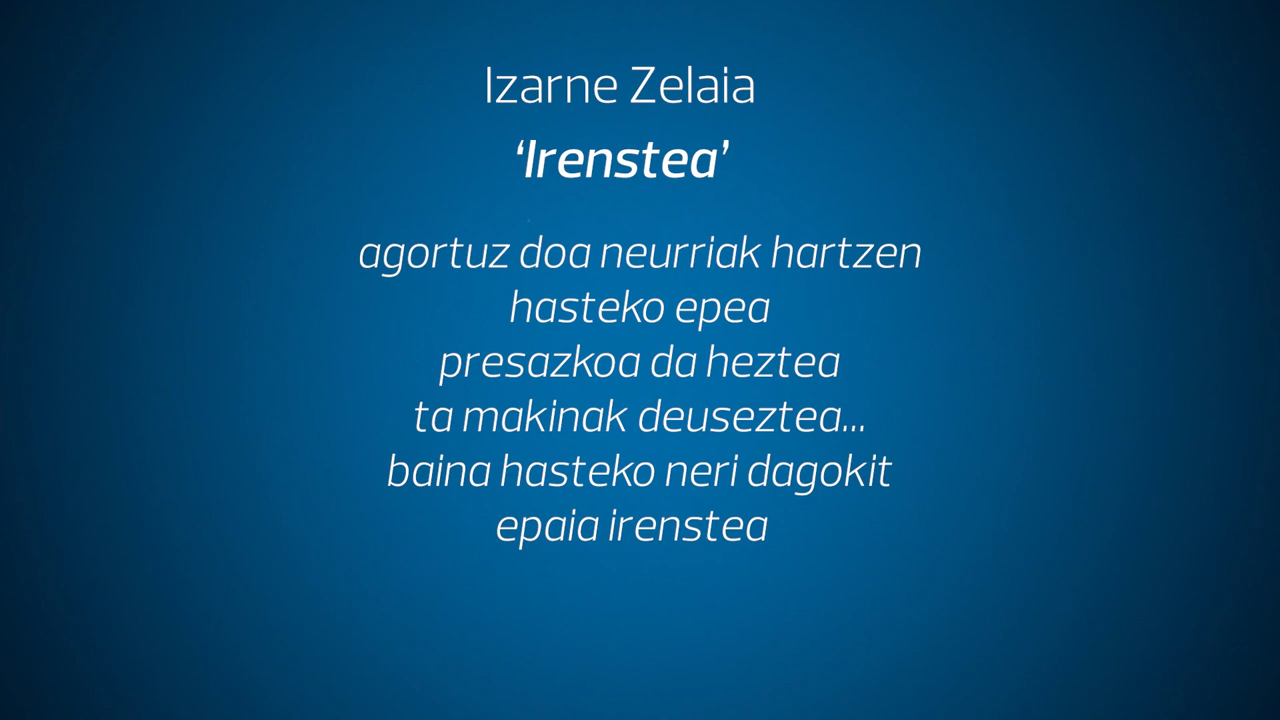 Izarne Zelaia
‘Irenstea’
agortuz doa neurriak hartzen
hasteko epea
presazkoa da heztea
ta makinak deuseztea...
baina hasteko neri dagokit
epaia irenstea